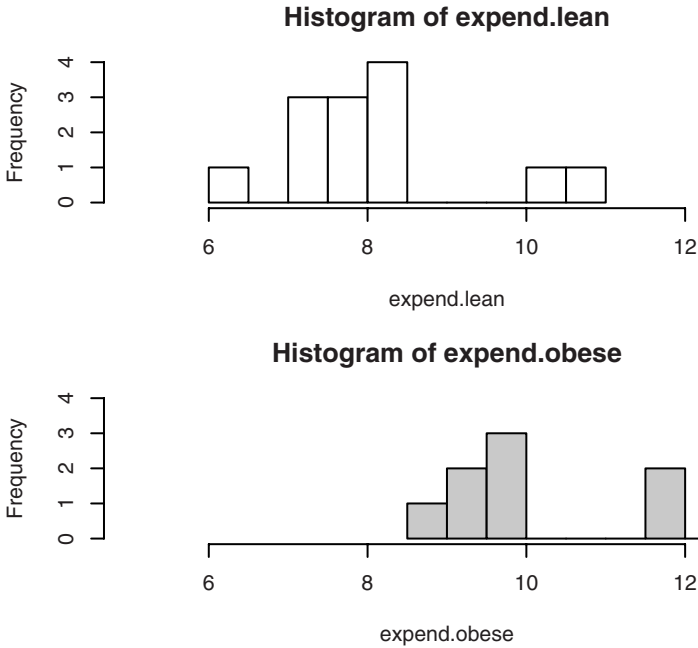 Histogram of expend.lean
Frequency
4
3
2
1
0
6 8 10 12
expend.lean
Histogram of expend.obese
Frequency
4
3
2
1
0
6 8 10 12
expend.obese